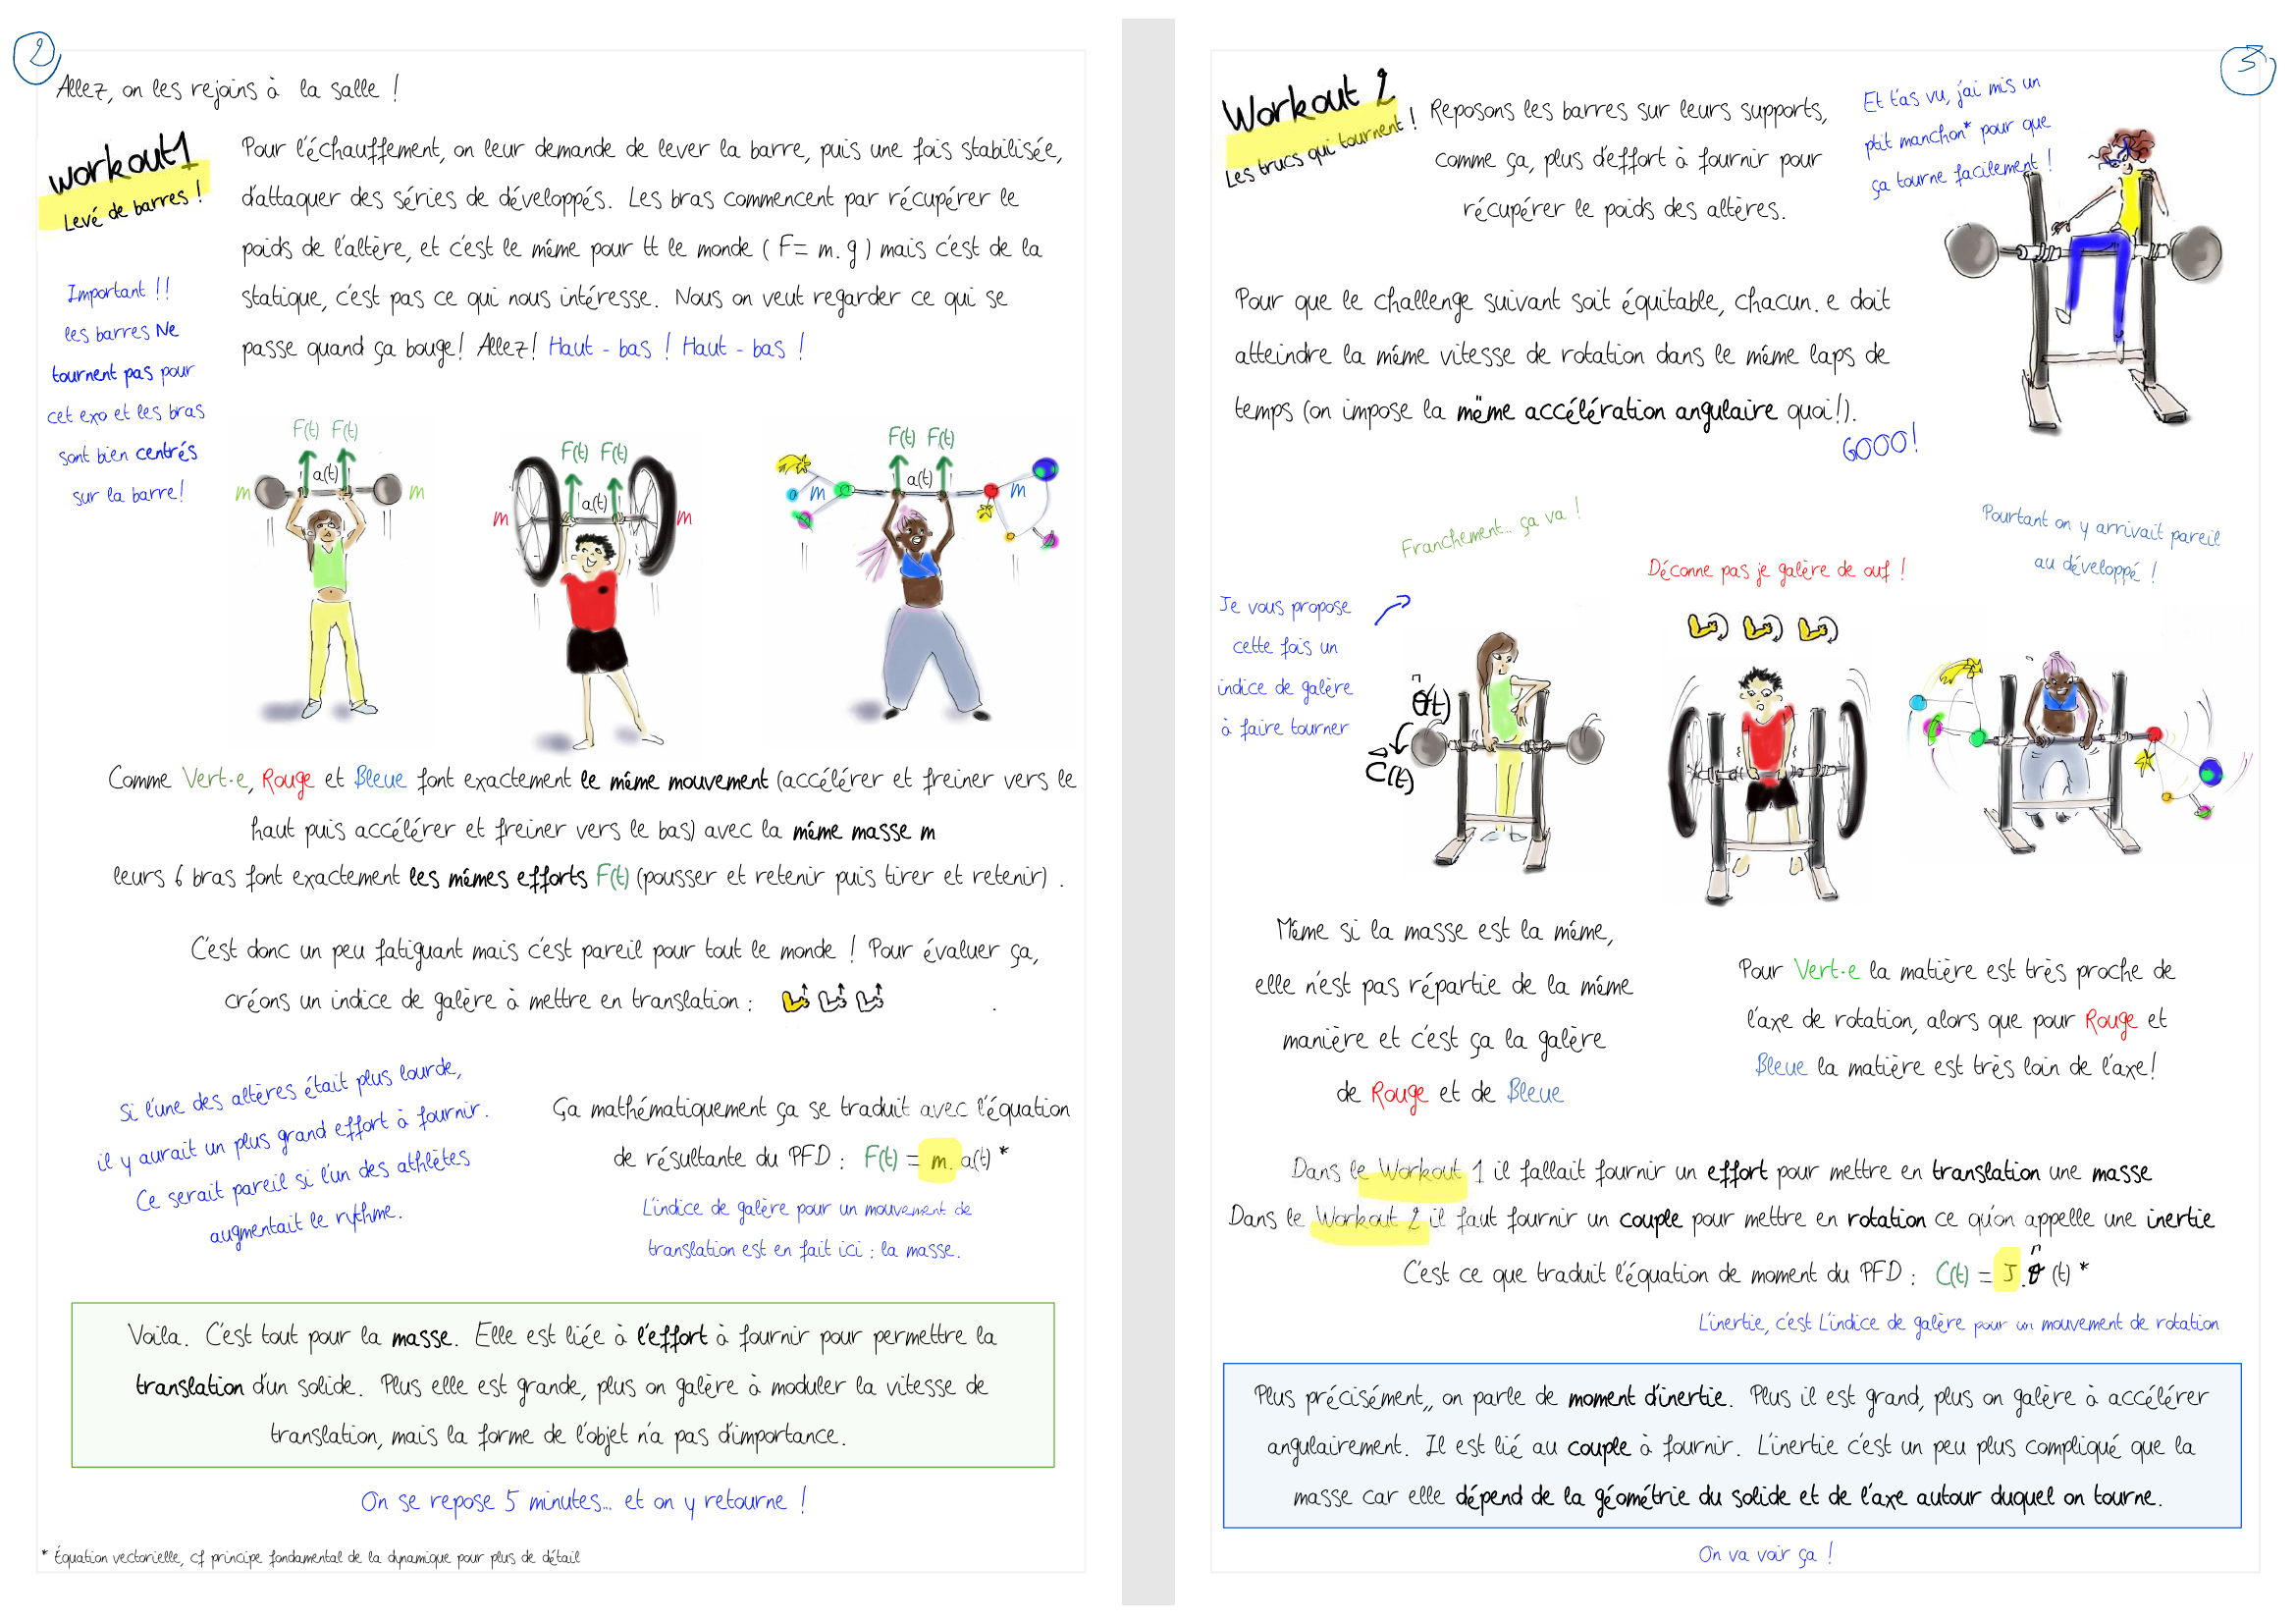 2
Allez, on les rejoins à la salle !
workout1
Levé de barres !
Pour l'échauffement, on leur demande de lever la barre, puis une fois stabilisée,
d'attaquer des séries de développés. Les bras commencent par récupérer le
poids de l'altère, et c'est le même pour tt le monde ( F= m. g ) mais c'est de la
statique, c'est pas ce qui nous intéresse. Nous on veut regarder ce qui se
passe quand ça bouge! Allez! Haut - bas ! Haut - bas !
Important !!
les barres Ne
tournent pas pour
cet exo et les bras
sont bien centrés
sur la barre!
F(t) F(t)
a(t)
m m
F(t) F(t)
a(t)
m m
F(t) F(t)
a(t)
m m
Comme Vert·e, Rouge et Bleue font exactement le même mouvement (accélérer et freiner vers le
haut puis accélérer et freiner vers le bas) avec la même masse m
leurs 6 bras font exactement les mêmes efforts F(t) (pousser et retenir puis tirer et retenir) .
C'est donc un peu fatiguant mais c'est pareil pour tout le monde ! Pour évaluer ça,
créons un indice de galère à mettre en translation :
Si l'une des altères était plus lourde,
il y aurait un plus grand effort à fournir.
Ce serait pareil si l'un des athlètes
augmentait le rythme.
Ça mathématiquement ça se traduit avec l'équation
de résultante du PFD : F(t) = m. a(t) *
L'indice de galère pour un mouvement de
translation est en fait ici : la masse.
Voila. C'est tout pour la masse. Elle est liée à l'effort à fournir pour permettre la
translation d'un solide. Plus elle est grande, plus on galère à moduler la vitesse de
translation, mais la forme de l'objet n'a pas d'importance.
On se repose 5 minutes... et on y retourne !
* Équation vectorielle, cf principe fondamental de la dynamique pour plus de détail
3
Workout 2
Les trucs qui tournent !
Reposons les barres sur leurs supports,
comme ça, plus d'effort à fournir pour
récupérer le poids des altères.
Et t'as vu, j'ai mis un
ptit manchon* pour que
ça tourne facilement !
Pour que le challenge suivant soit équitable, chacun. e doit
atteindre la même vitesse de rotation dans le même laps de
temps (on impose la mëme accélération angulaire quoi!).
GOOO!
Franchement... ça va !
Déconne pas je galère de ouf !
Pourtant on y arrivait pareil
au développé !
Je vous propose
cette fois un
indice de galère
à faire tourner
θ̈(t)
C(t)
Même si la masse est la même,
elle n'est pas répartie de la même
manière et c'est ça la galère
de Rouge et de Bleue
Pour Vert·e la matière est très proche de
l'axe de rotation, alors que pour Rouge et
Bleue la matière est très loin de l'axe!
Dans le Workout 1 il fallait fournir un effort pour mettre en translation une masse
Dans le Workout 2 il faut fournir un couple pour mettre en rotation ce qu'on appelle une inertie
C'est ce que traduit l'équation de moment du PFD : C(t) = J. θ̈ (t) *
L'inertie, c'est L'indice de galère pour un mouvement de rotation
Plus précisément,, on parle de moment d'inertie. Plus il est grand, plus on galère à accélérer
angulairement. Il est lié au couple à fournir. L'inertie c'est un peu plus compliqué que la
masse car elle dépend de la géométrie du solide et de l'axe autour duquel on tourne.
On va voir ça !